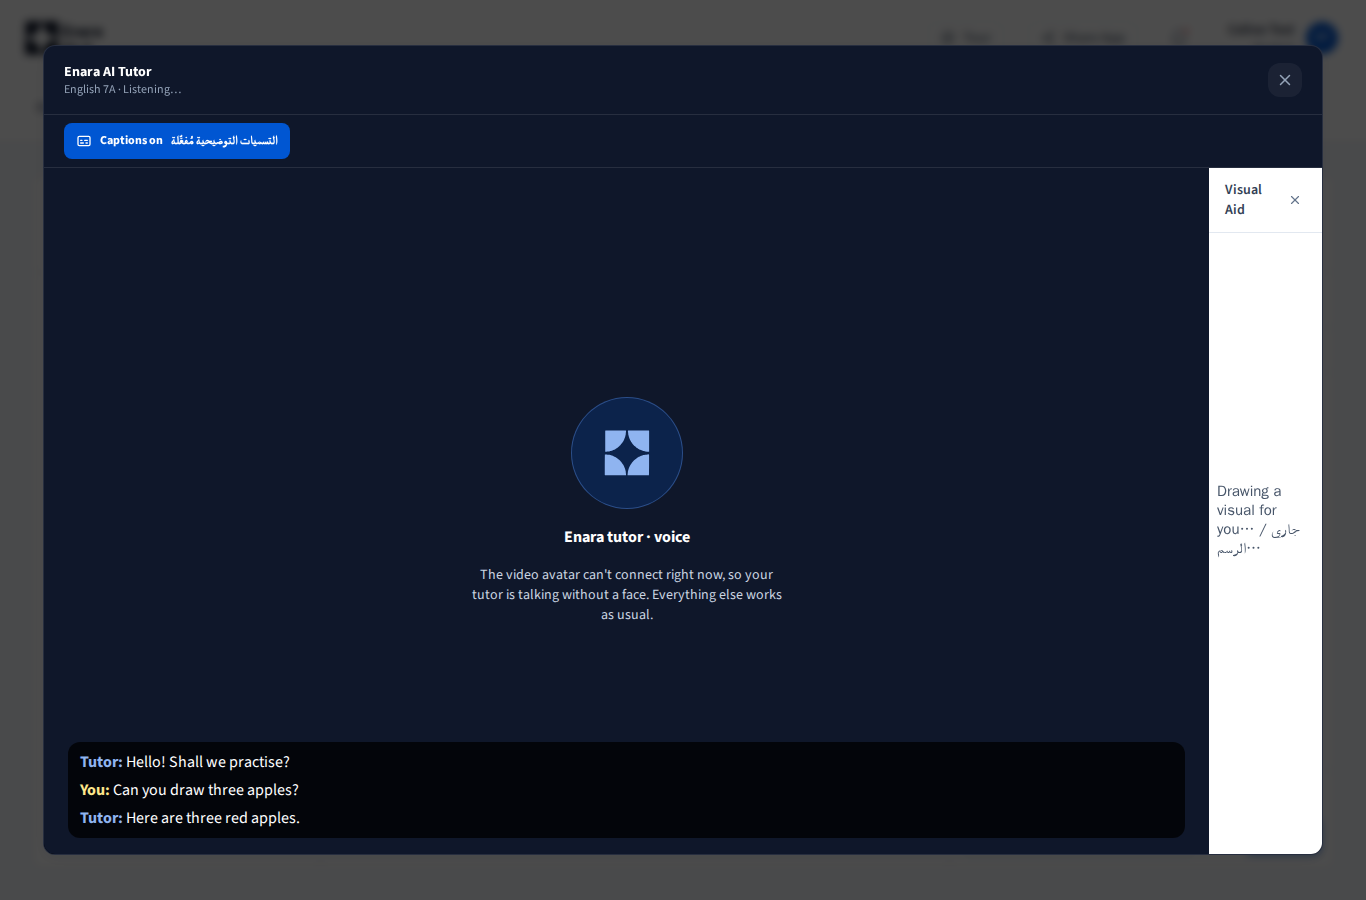 Enara AI Tutor
English 7A · Listening…
Captions on التسميات التوضيحية مُفعّلة
Visual
Aid
Drawing a
visual for
you… / جاري
الرسم…
Enara tutor · voice
The video avatar can't connect right now, so your
tutor is talking without a face. Everything else works
as usual.
Tutor: Hello! Shall we practise?
You: Can you draw three apples?
Tutor: Here are three red apples.